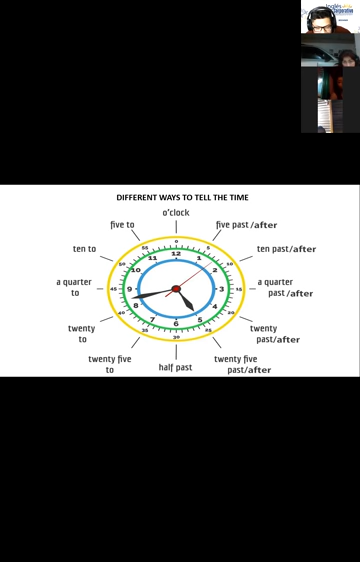 Inglés
Corporativo
DIFFERENT WAYS TO TELL THE TIME
o'clock
five to
five past/after
ten to
ten past/after
a quarter
to
a quarter
past/after
twenty
to
twenty
past/after
twenty five
to
half past
twenty five
past/after
0
5
10
15
20
25
30
35
40
45
50
55
12
1
2
3
4
5
6
7
8
9
10
11